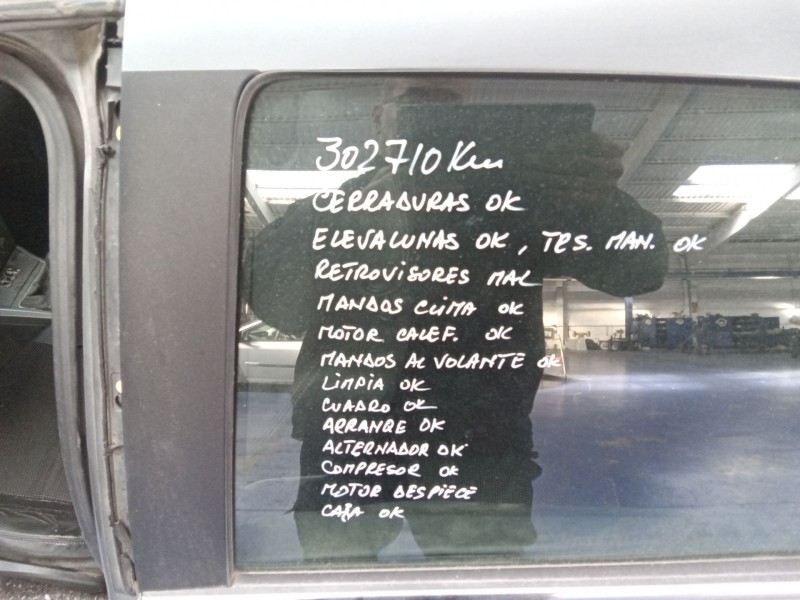 302710 Km
CERRADURAS OK
ELEVALUNAS OK, TRS. MAN. OK
RETROVISORES MAL
MANDOS CLIMA OK
MOTOR CALEF. OK
MANDOS AL VOLANTE OK
LIMPIA OK
CUADRO OK
ARRANQE OK
ALTERNADOR OK
COMPRESOR OK
MOTOR DESPIECE
CAJA OK